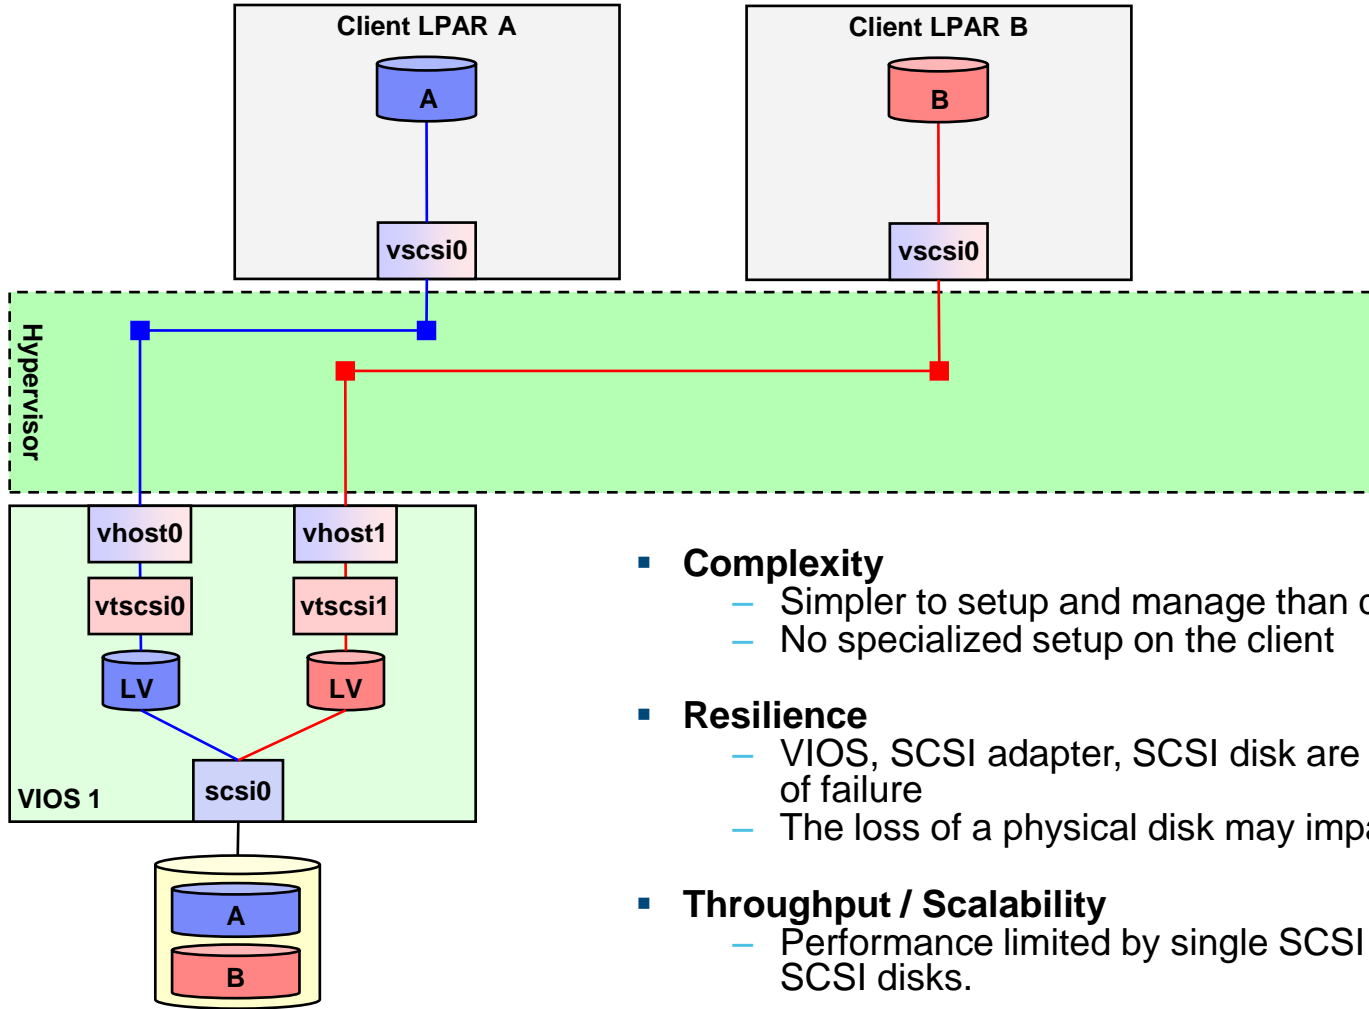 Client LPAR A
Client LPAR B
A
B
vscsi0
vscsi0
Hypervisor
vhost0
vhost1
vtscsi0
vtscsi1
LV
LV
scsi0
VIOS 1
A
B
▪ Complexity
– Simpler to setup and manage than
– No specialized setup on the client
▪ Resilience
– VIOS, SCSI adapter, SCSI disk are
of failure
– The loss of a physical disk may
▪ Throughput / Scalability
– Performance limited by single SCSI
SCSI disks.